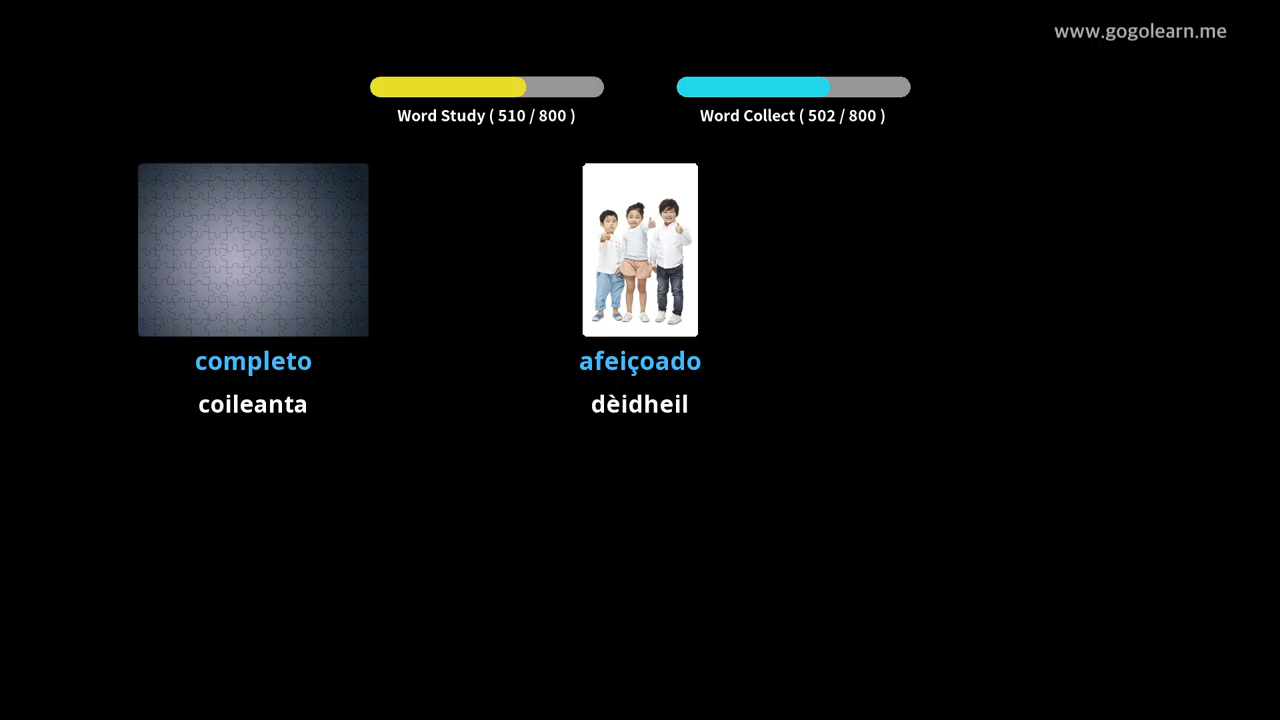 www.gogolearn.me
Word Study ( 510 / 800 )
Word Collect ( 502 / 800 )
completo
coileanta
afeiçoado
dèidheil